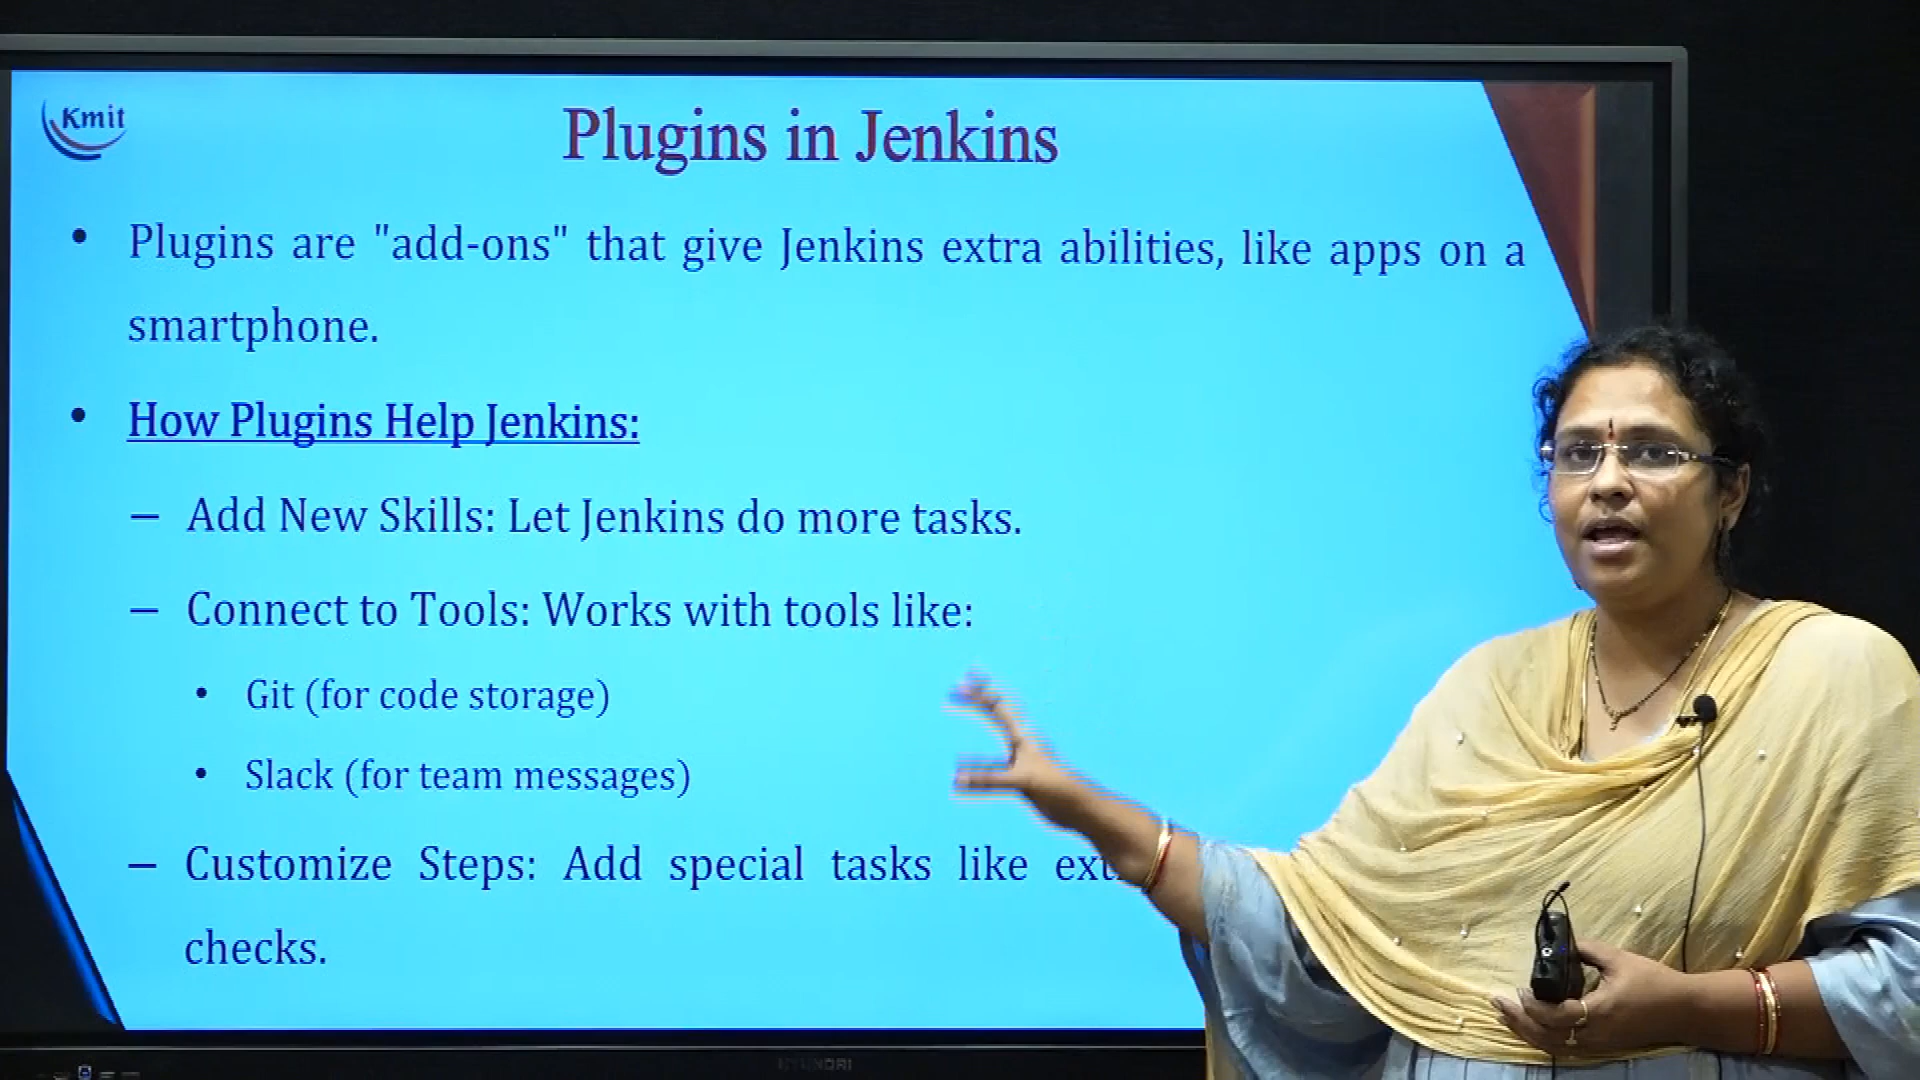 Kmit
Plugins in Jenkins
• Plugins are "add-ons" that give Jenkins extra abilities, like apps on a
smartphone.
• How Plugins Help Jenkins:
– Add New Skills: Let Jenkins do more tasks.
– Connect to Tools: Works with tools like:
• Git (for code storage)
• Slack (for team messages)
– Customize Steps: Add special tasks like
checks.
HYUNDAI